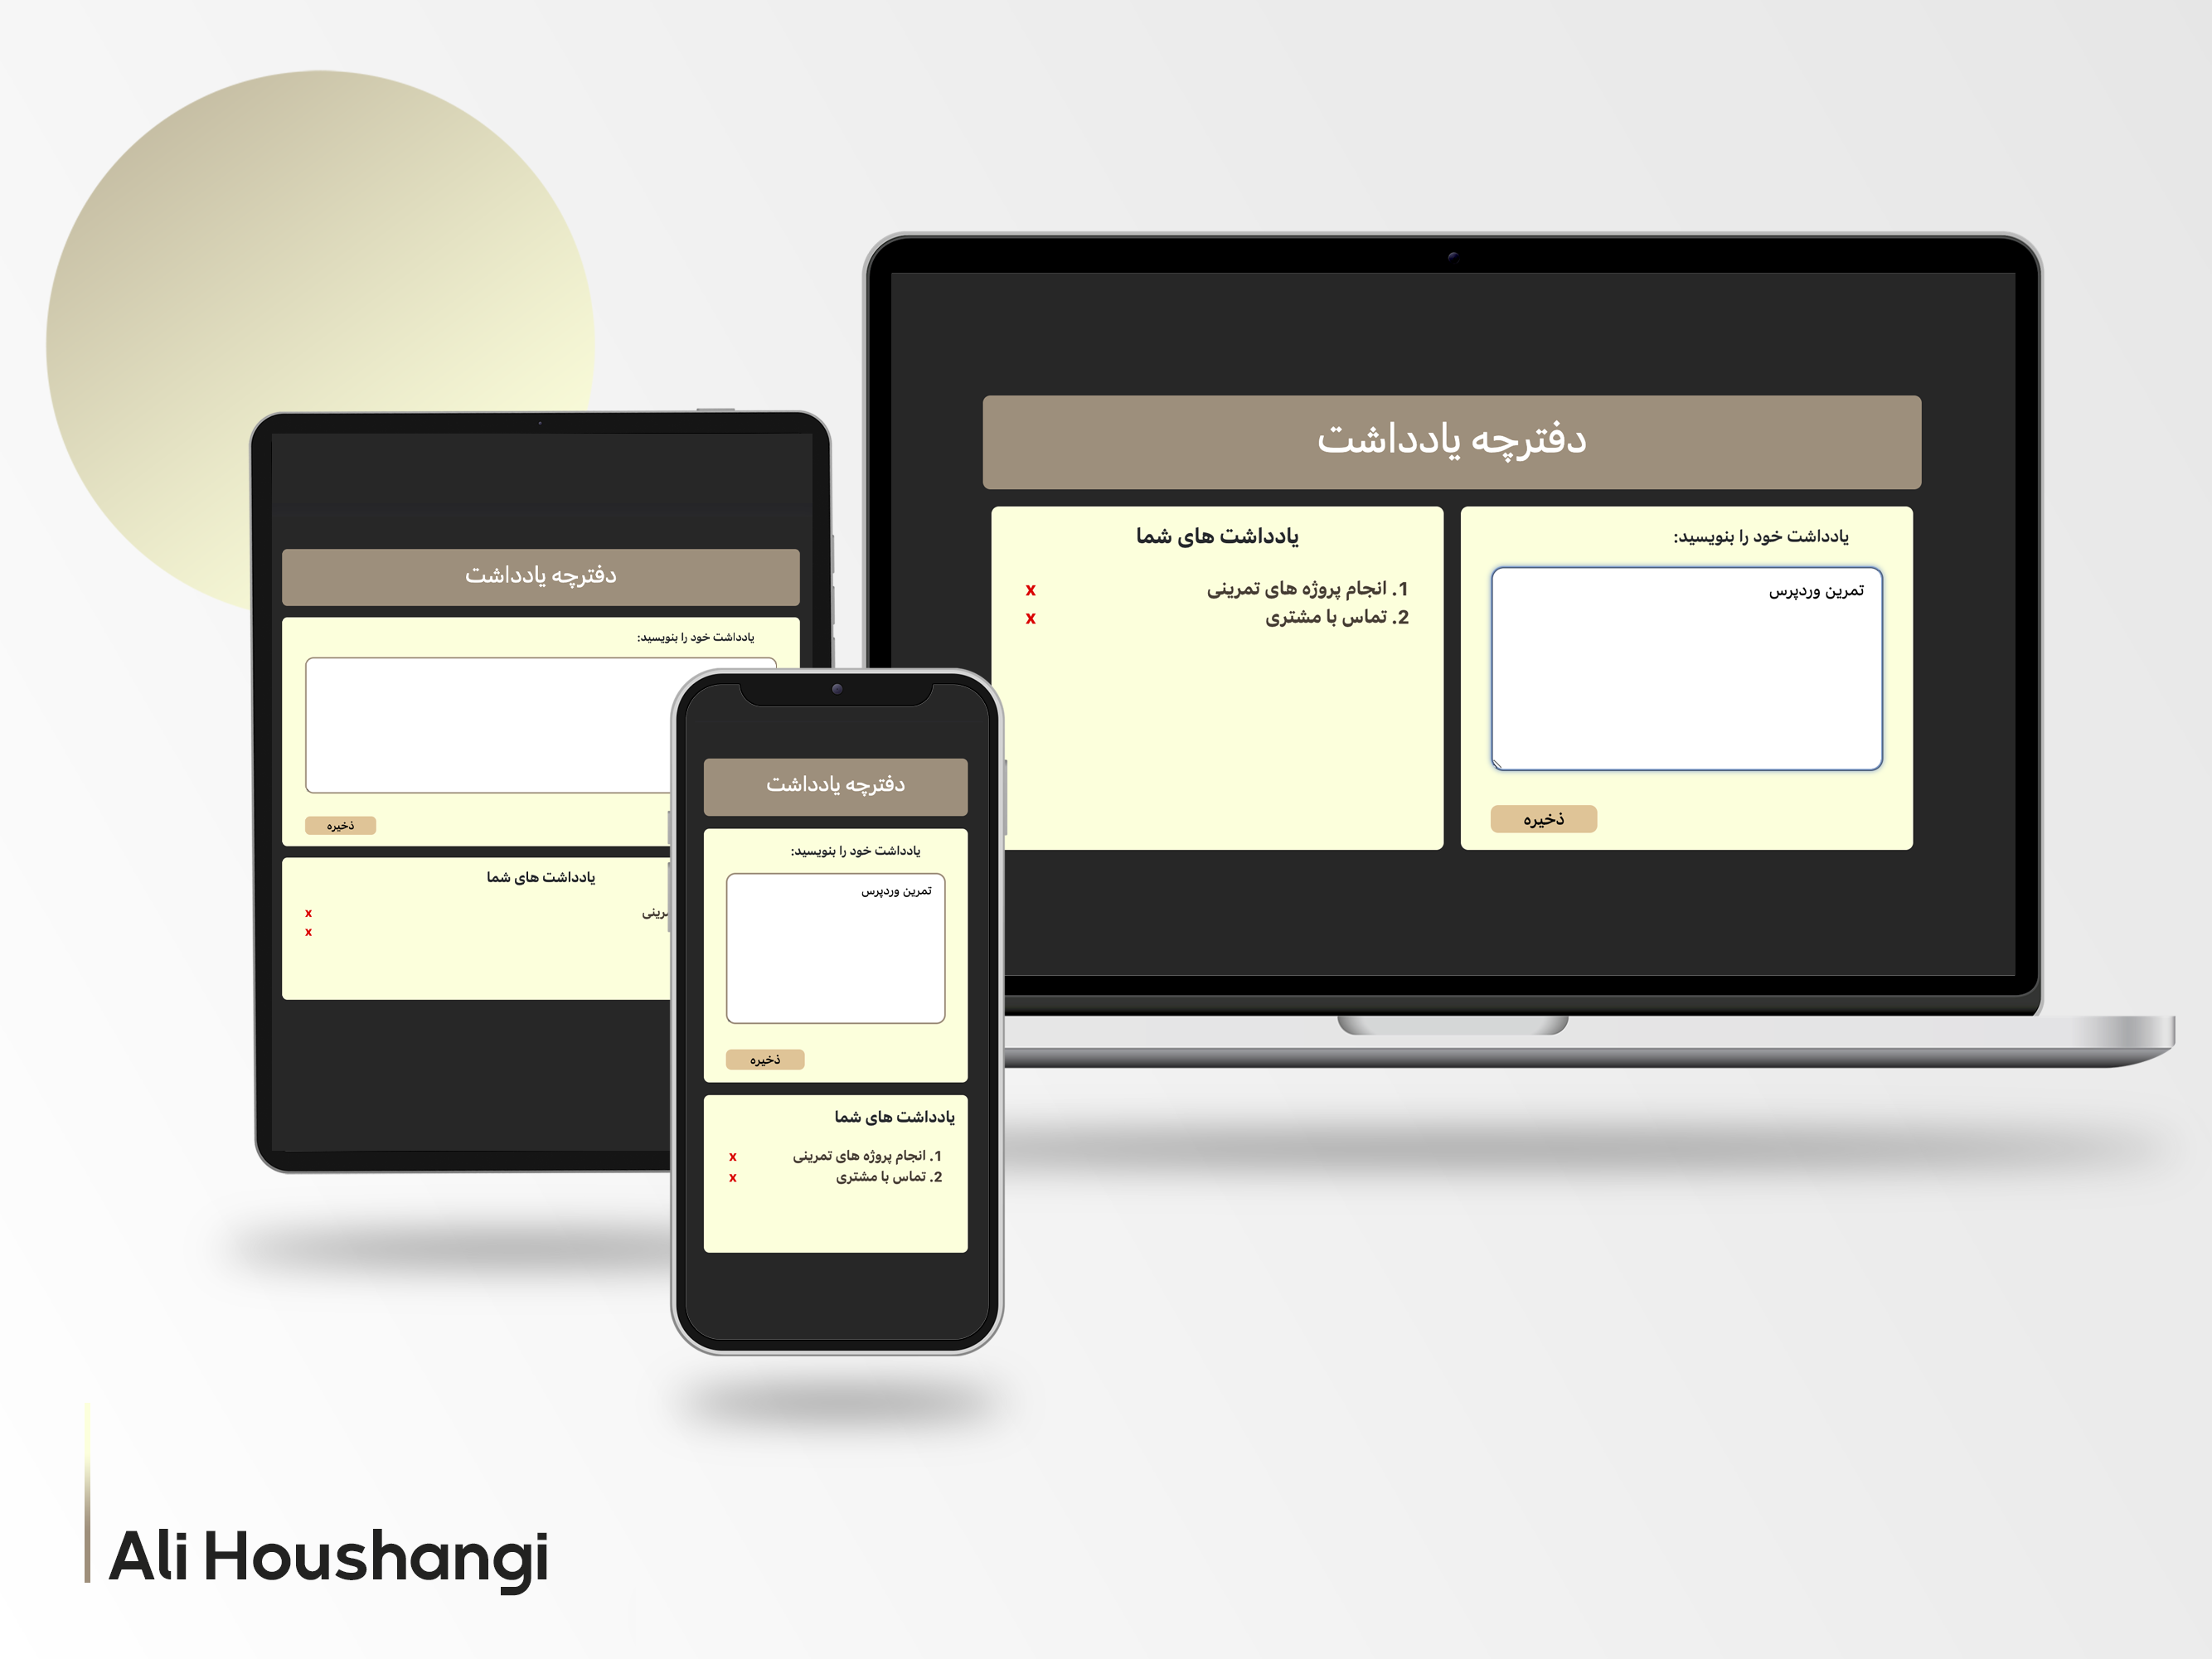 دفترچه یادداشت
یادداشت خود را بنویسید:
تمرین وردپرس
ذخیره
یادداشت های شما
1. انجام پروژه های تمرینی
x
2. تماس با مشتری
x
دفترچه یادداشت
یادداشت خود را بنویسید:
ذخیره
یادداشت های شما
x
x
دفترچه یادداشت
یادداشت خود را بنویسید:
تمرین وردپرس
ذخیره
یادداشت های شما
1. انجام پروژه های تمرینی
x
2. تماس با مشتری
x
Ali Houshangi